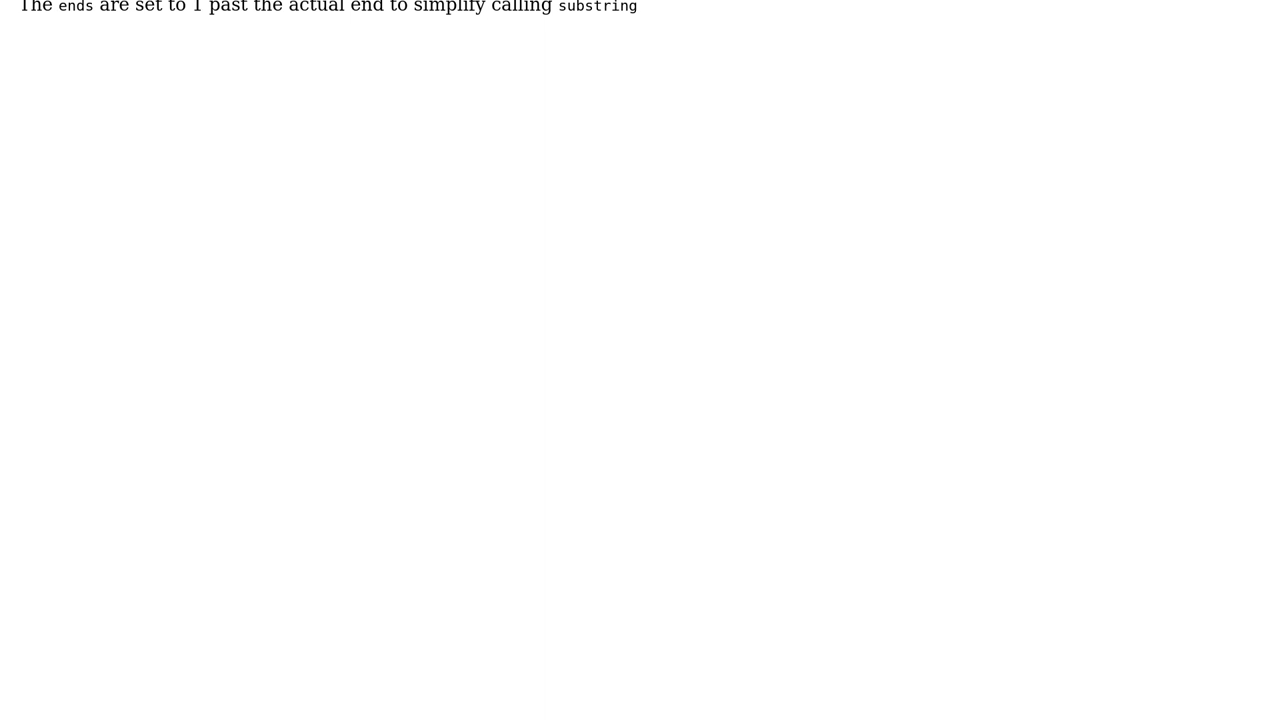 The ends are set to 1 past the actual end to simplify calling substring